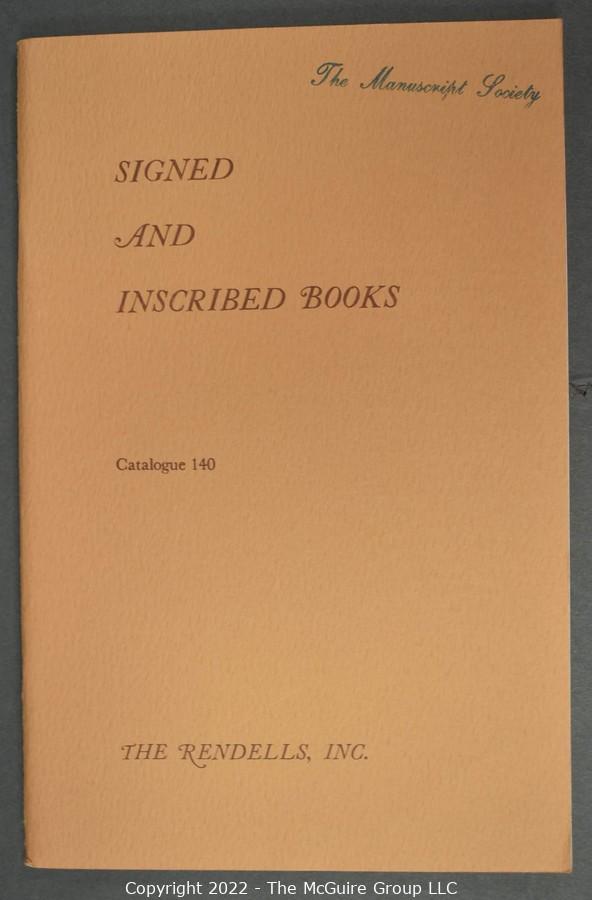 The Manuscript Society
SIGNED
AND
INSCRIBED BOOKS
Catalogue 140
THE RENDELLS, INC.
Copyright 2022 - The McGuire Group LLC